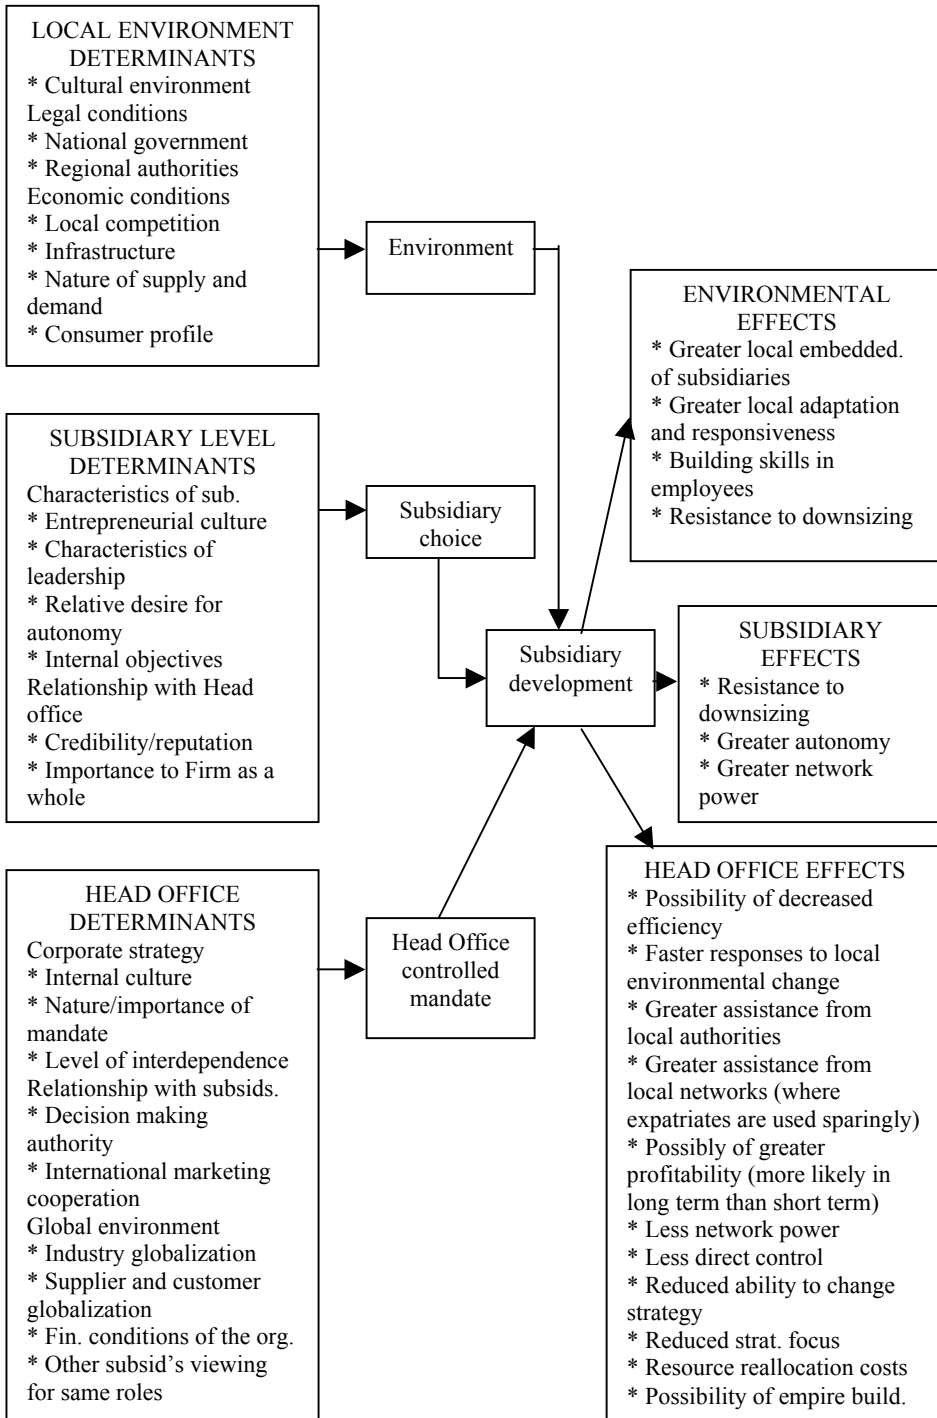 LOCAL ENVIRONMENT
DETERMINANTS
* Cultural environment
Legal conditions
* National government
* Regional authorities
Economic conditions
* Local competition
* Infrastructure
* Nature of supply and
demand
* Consumer profile
Environment
SUBSIDIARY LEVEL
DETERMINANTS
Characteristics of sub.
* Entrepreneurial culture
* Characteristics of
leadership
* Relative desire for
autonomy
* Internal objectives
Relationship with Head
office
* Credibility/reputation
* Importance to Firm as a
whole
Subsidiary
choice
HEAD OFFICE
DETERMINANTS
Corporate strategy
* Internal culture
* Nature/importance of
mandate
* Level of interdependence
Relationship with subsids.
* Decision making
authority
* International marketing
cooperation
Global environment
* Industry globalization
* Supplier and customer
globalization
* Fin. conditions of the org.
* Other subsid's viewing
for same roles
Head Office
controlled
mandate
Subsidiary
development
ENVIRONMENTAL
EFFECTS
* Greater local embedded.
of subsidiaries
* Greater local adaptation
and responsiveness
* Building skills in
employees
* Resistance to downsizing
SUBSIDIARY
EFFECTS
* Resistance to
downsizing
* Greater autonomy
* Greater network
power
HEAD OFFICE EFFECTS
* Possibility of decreased
efficiency
* Faster responses to local
environmental change
* Greater assistance from
local authorities
* Greater assistance from
local networks (where
expatriates are used sparingly)
* Possibly of greater
profitability (more likely in
long term than short term)
* Less network power
* Less direct control
* Reduced ability to change
strategy
* Reduced strat. focus
* Resource reallocation costs
* Possibility of empire build.